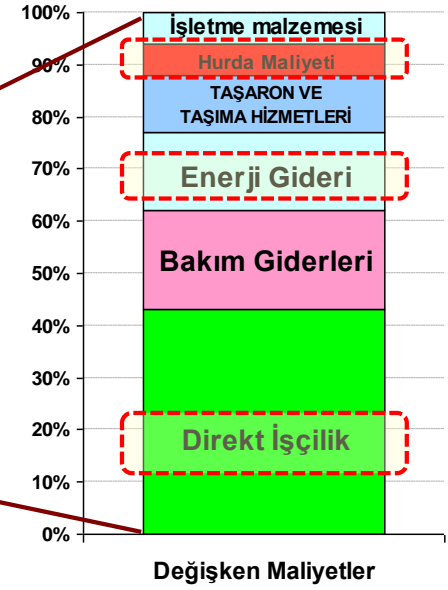 100%
İşletme malzemesi
90%
Hurda Maliyeti
TAŞARON VE
80%
TAŞIMA HİZMETLERİ
70%
Enerji Gideri
60%
Bakım Giderleri
50%
40%
30%
20%
Direkt İşçilik
10%
0%
Değişken Maliyetler